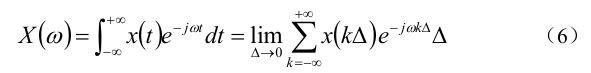 X(ω) = ∫_{-∞}^{+∞} x(t)e^{-jωt} dt = lim_{Δ→0} ∑_{k=-∞}^{+∞} x(kΔ)e^{-jωkΔ} Δ （6）